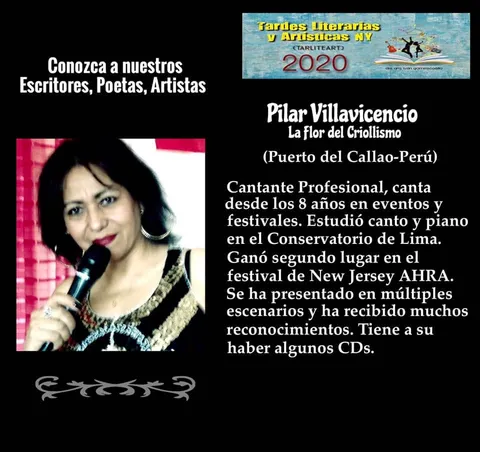 Conozca a nuestros
Escritores, Poetas, Artistas
Tardes Literarias
y Artísticas NY
(TARLITEART)
2020
Pilar Villavicencio
La Flor del Criollismo
(Puerto del Callao-Perú)
Cantante Profesional, canta
desde los 8 años en eventos y
festivales. Estudió canto y piano
en el Conservatorio de Lima.
Ganó segundo lugar en el
festival de New Jersey AHRA.
Se ha presentado en múltiples
escenarios y ha recibido muchos
reconocimientos. Tiene a su
haber algunos CDs.